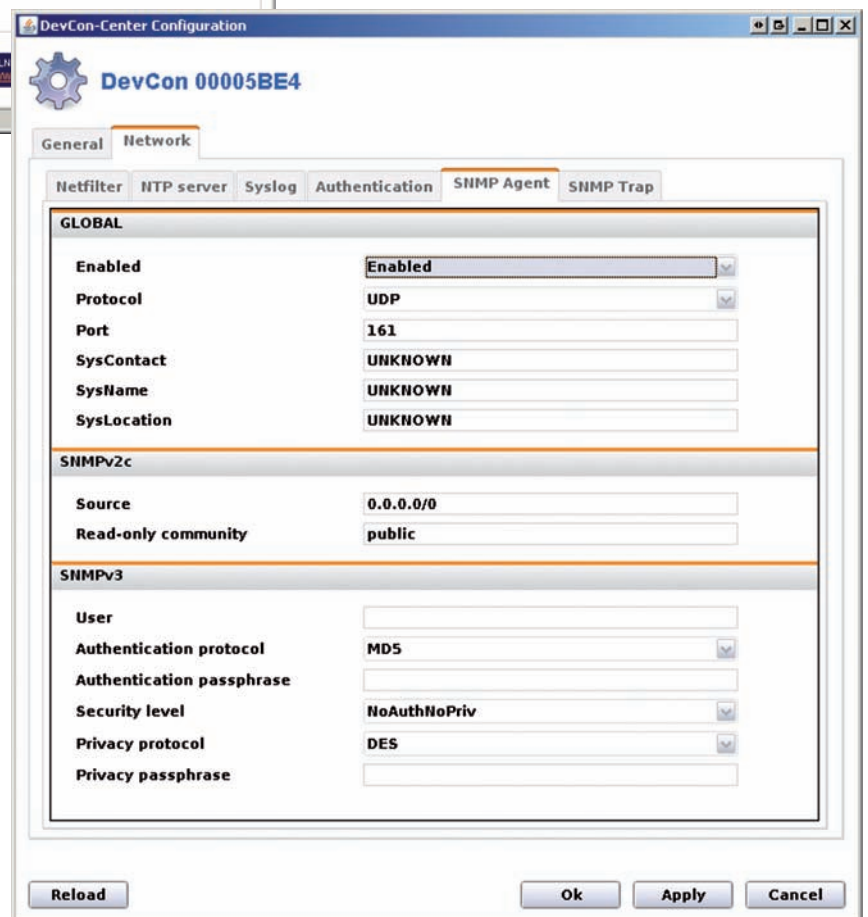 DevCon-Center Configuration
DevCon 00005BE4
General Network
Netfilter NTP server Syslog Authentication SNMP Agent SNMP Trap
GLOBAL
Enabled Enabled
Protocol UDP
Port 161
SysContact UNKNOWN
SysName UNKNOWN
SysLocation UNKNOWN
SNMPv2c
Source 0.0.0.0/0
Read-only community public
SNMPv3
User
Authentication protocol MD5
Authentication passphrase
Security level NoAuthNoPriv
Privacy protocol DES
Privacy passphrase
Reload Ok Apply Cancel